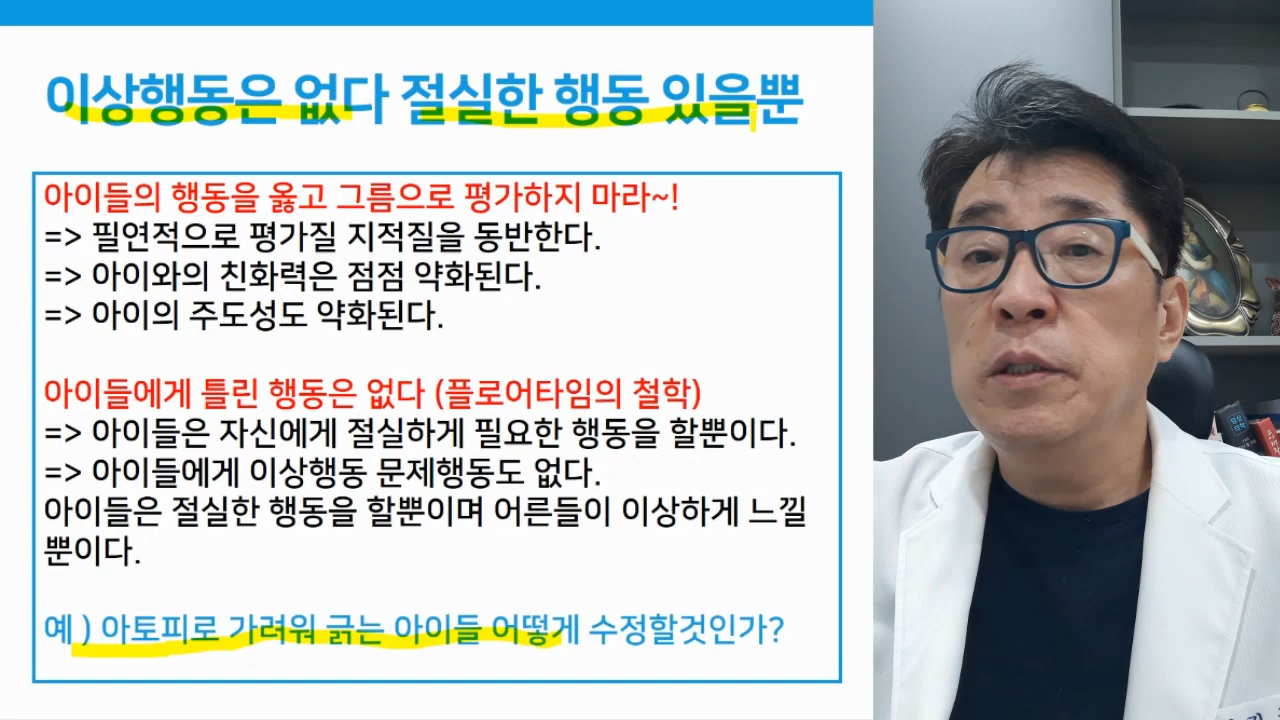 이상행동은 없다 절실한 행동 있을뿐
아이들의 행동을 옳고 그름으로 평가하지 마라~!
=> 필연적으로 평가질 지적질을 동반한다.
=> 아이와의 친화력은 점점 약화된다.
=> 아이의 주도성도 약화된다.
아이들에게 틀린 행동은 없다 (플로어타임의 철학)
=> 아이들은 자신에게 절실하게 필요한 행동을 할뿐이다.
=> 아이들에게 이상행동 문제행동도 없다.
아이들은 절실한 행동을 할뿐이며 어른들이 이상하게 느낄
뿐이다.
예 ) 아토피로 가려워 긁는 아이들 어떻게 수정할것인가?